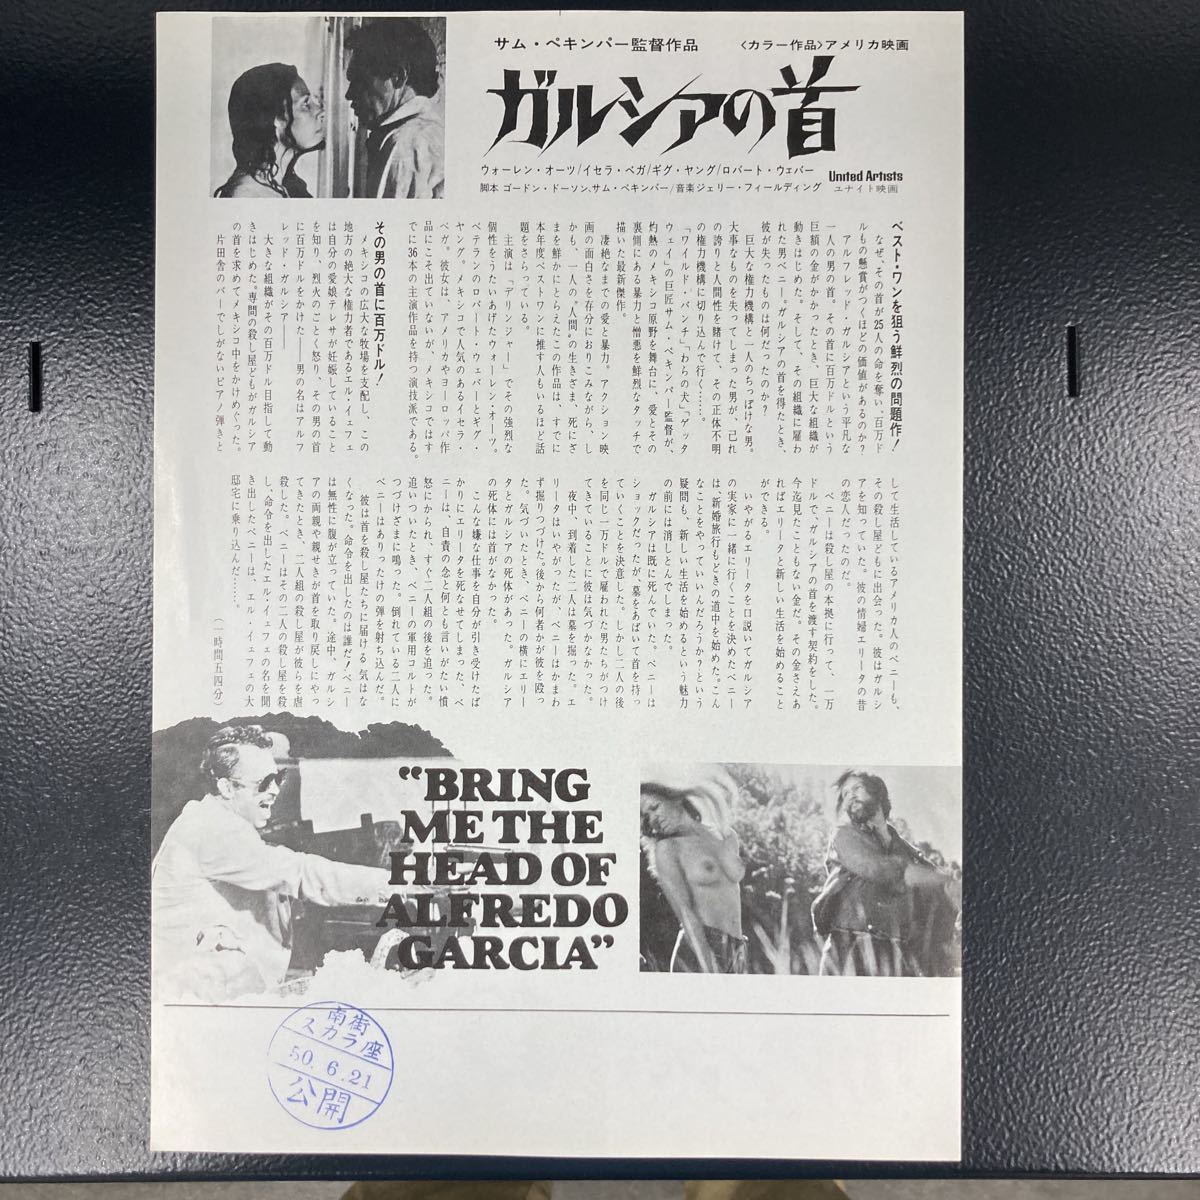 サム・ペキンパー監督作品
〈カラー作品〉アメリカ映画
ガルシアの首
ウォーレン・オーツ/イセラ・ベガ/ギグ・ヤング/ロバート・ウェバー
脚本 ゴードン・ドーソン、サム・ペキンパー/音楽ジェリー・フィールディング
United Artists
ユナイト映画
ベスト・ワンを狙う鮮烈の問題作!
なぜ、その首が25人の命を奪い、百万ド
ルもの懸賞がつくほどの価値があるのか?
アルフレッド・ガルシアという平凡な
一人の男の首。その首に百万ドルという
巨額の金がかかったとき、巨大な組織が
動きはじめた。そして、その組織に雇わ
れた男ベニー。ガルシアの首を得たとき、
彼が失ったものは何だったのか?
巨大な権力機構と一人のちっぽけな男。
大事なものを失ってしまった男が、己れ
の誇りと人間性を賭けて、その正体不明
の権力機構に切り込んで行く……。
「ワイルド・バンチ」「わらの犬」「ゲッタ
ウェイ」の巨匠サム・ペキンパー監督が、
灼熱のメキシコ原野を舞台に、愛とその
裏側にある暴力と憎悪を鮮烈なタッチで
描いた最新傑作。
凄絶なまでの愛と暴力。アクション映
画の面白さを存分におりこみながら、し
かも、一人の〝人間〟の生きざま、死にざ
まを鮮かにとらえたこの作品は、すでに
本年度ベストワンに推す人もいるほど話
題をさらっている。
主演は「デリンジャー」でその強烈な
個性をうたいあげたウォーレン・オーツ。
ベテランのロバート・ウェバーとギグ・
ヤング。メキシコで人気のあるイセラ・
ベガ。彼女は、アメリカやヨーロッパ作
品にこそ出ていないが、メキシコではす
でに36本の主演作品を持つ演技派である。
その男の首に百万ドル!
メキシコの広大な牧場を支配し、この
地方の絶大な権力者であるエル・イェフェ
は自分の愛娘テレサが妊娠していること
を知り、烈火のごとく怒り、その男の首
に百万ドルをかけた――男の名はアルフ
レッド・ガルシア――
大きな組織がその百万ドル目指して動
きはじめた。専門の殺し屋どもがガルシア
の首を求めてメキシコ中をかけめぐった。
片田舎のバーでしがないピアノ弾きと
して生活しているアメリカ人のベニーも、
その殺し屋どもに出会った。彼はガルシ
アを知っていた。彼の情婦エリータの昔
の恋人だったのだ。
ベニーは殺し屋の本拠に行って、一万
ドルで、ガルシアの首を渡す契約をした。
今迄見たこともない金だ。その金さえあ
ればエリータと新しい生活を始めること
ができる。
いやがるエリータを口説いてガルシア
の実家に一緒に行くことを決めたベニー
は、新婚旅行もどきの道中を始めた。こん
なことをやっていいんだろうか?という
疑問も、新しい生活を始めるという魅力
の前には消しとんでしまった。
ガルシアは既に死んでいた。ベニーは
ショックだったが、墓をあばいて首を持っ
ていくことを決意した。しかし二人の後
を同じ一万ドルで雇われた男たちがつけ
てきていることに彼は気づかなかった。
夜中、到着した二人は墓を掘った。エ
リータはいやがったが、ベニーはかまわ
ず掘りつづけた。後から何者かが彼を殴っ
た。気づいたとき、ベニーの横にエリー
タとガルシアの死体があった。ガルシア
の死体には首がなかった。
こんな嫌な仕事を自分が引き受けたば
かりにエリータを死なせてしまった、ベ
ニーは、自責の念と何とも言いがたい憤
怒にかられ、すぐ二人組の後を追った。
追いついたとき、ベニーの軍用コルトが
つづけざまに鳴った。倒れている二人に
ベニーはありったけの弾を射ち込んだ。
彼は首を殺し屋たちに届ける気はな
くなった。命令を出したのは誰だ!ベニー
は無性に腹が立っていた。途中、ガルシ
アの両親や親せきが首を取り戻しにやっ
てきたとき、二人組の殺し屋が彼らを虐
殺した。ベニーはその二人の殺し屋を殺
し、命令を出したエル・イェフェの名を聞
き出したベニーは、エル・イェフェの大
邸宅に乗り込んだ……。
(一時間五四分)
“BRING
ME THE
HEAD OF
ALFREDO
GARCIA”
南街
スカラ座
50.6.21
公開